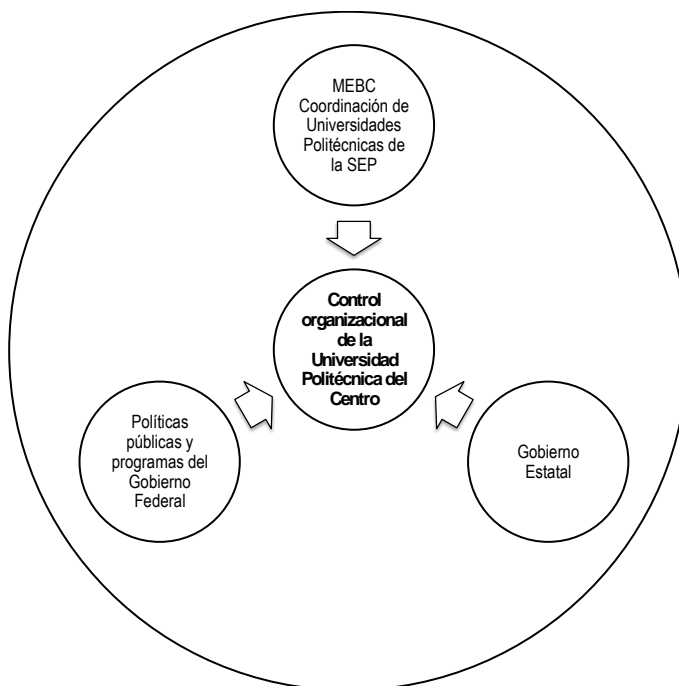 MEBC
Coordinación de
Universidades
Politécnicas de
la SEP
Control
organizacional
de la
Universidad
Politécnica del
Centro
Políticas
públicas y
programas del
Gobierno
Federal
Gobierno
Estatal